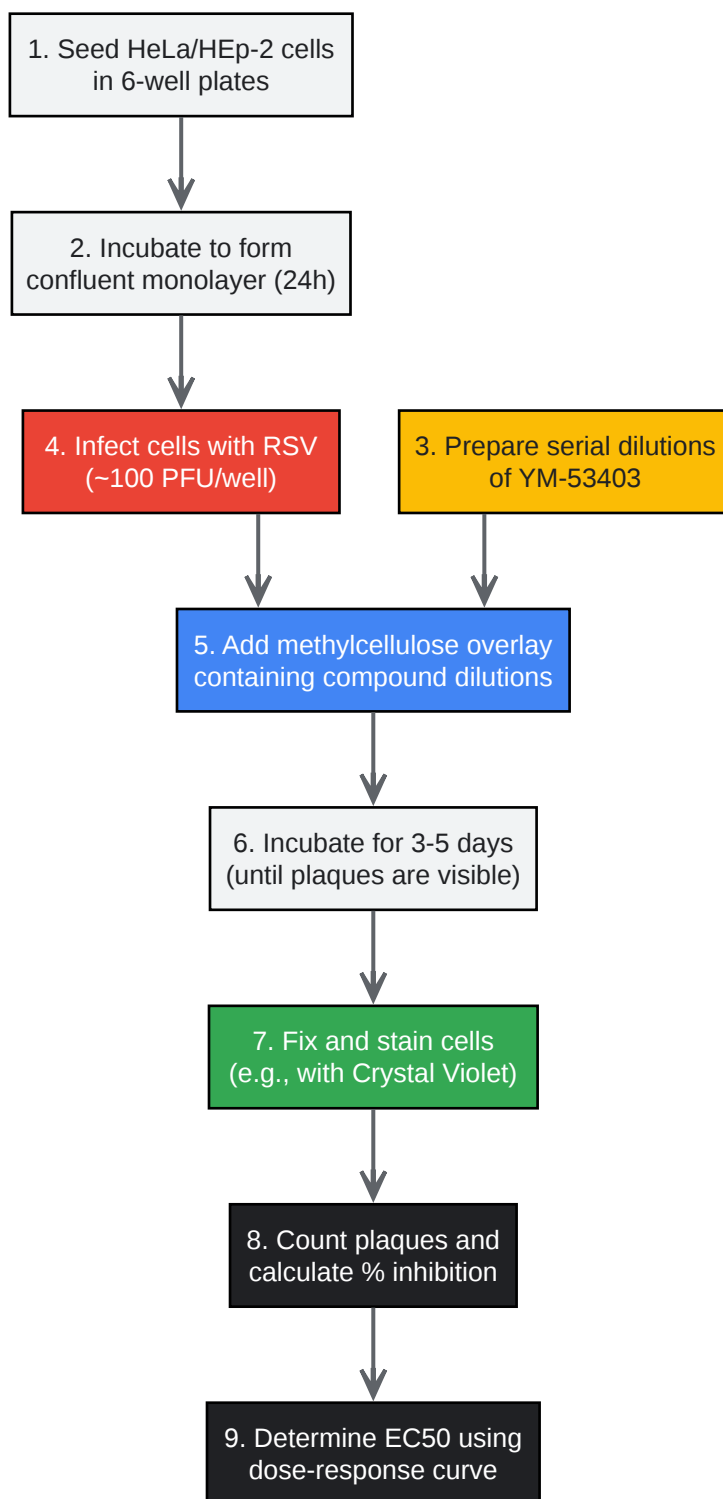 1. Seed HeLa/HEp-2 cells
in 6-well plates
2. Incubate to form
confluent monolayer (24h)
4. Infect cells with RSV
(~100 PFU/well)
3. Prepare serial dilutions
of YM-53403
5. Add methylcellulose overlay
containing compound dilutions
6. Incubate for 3-5 days
(until plaques are visible)
7. Fix and stain cells
(e.g., with Crystal Violet)
8. Count plaques and
calculate % inhibition
9. Determine EC50 using
dose-response curve